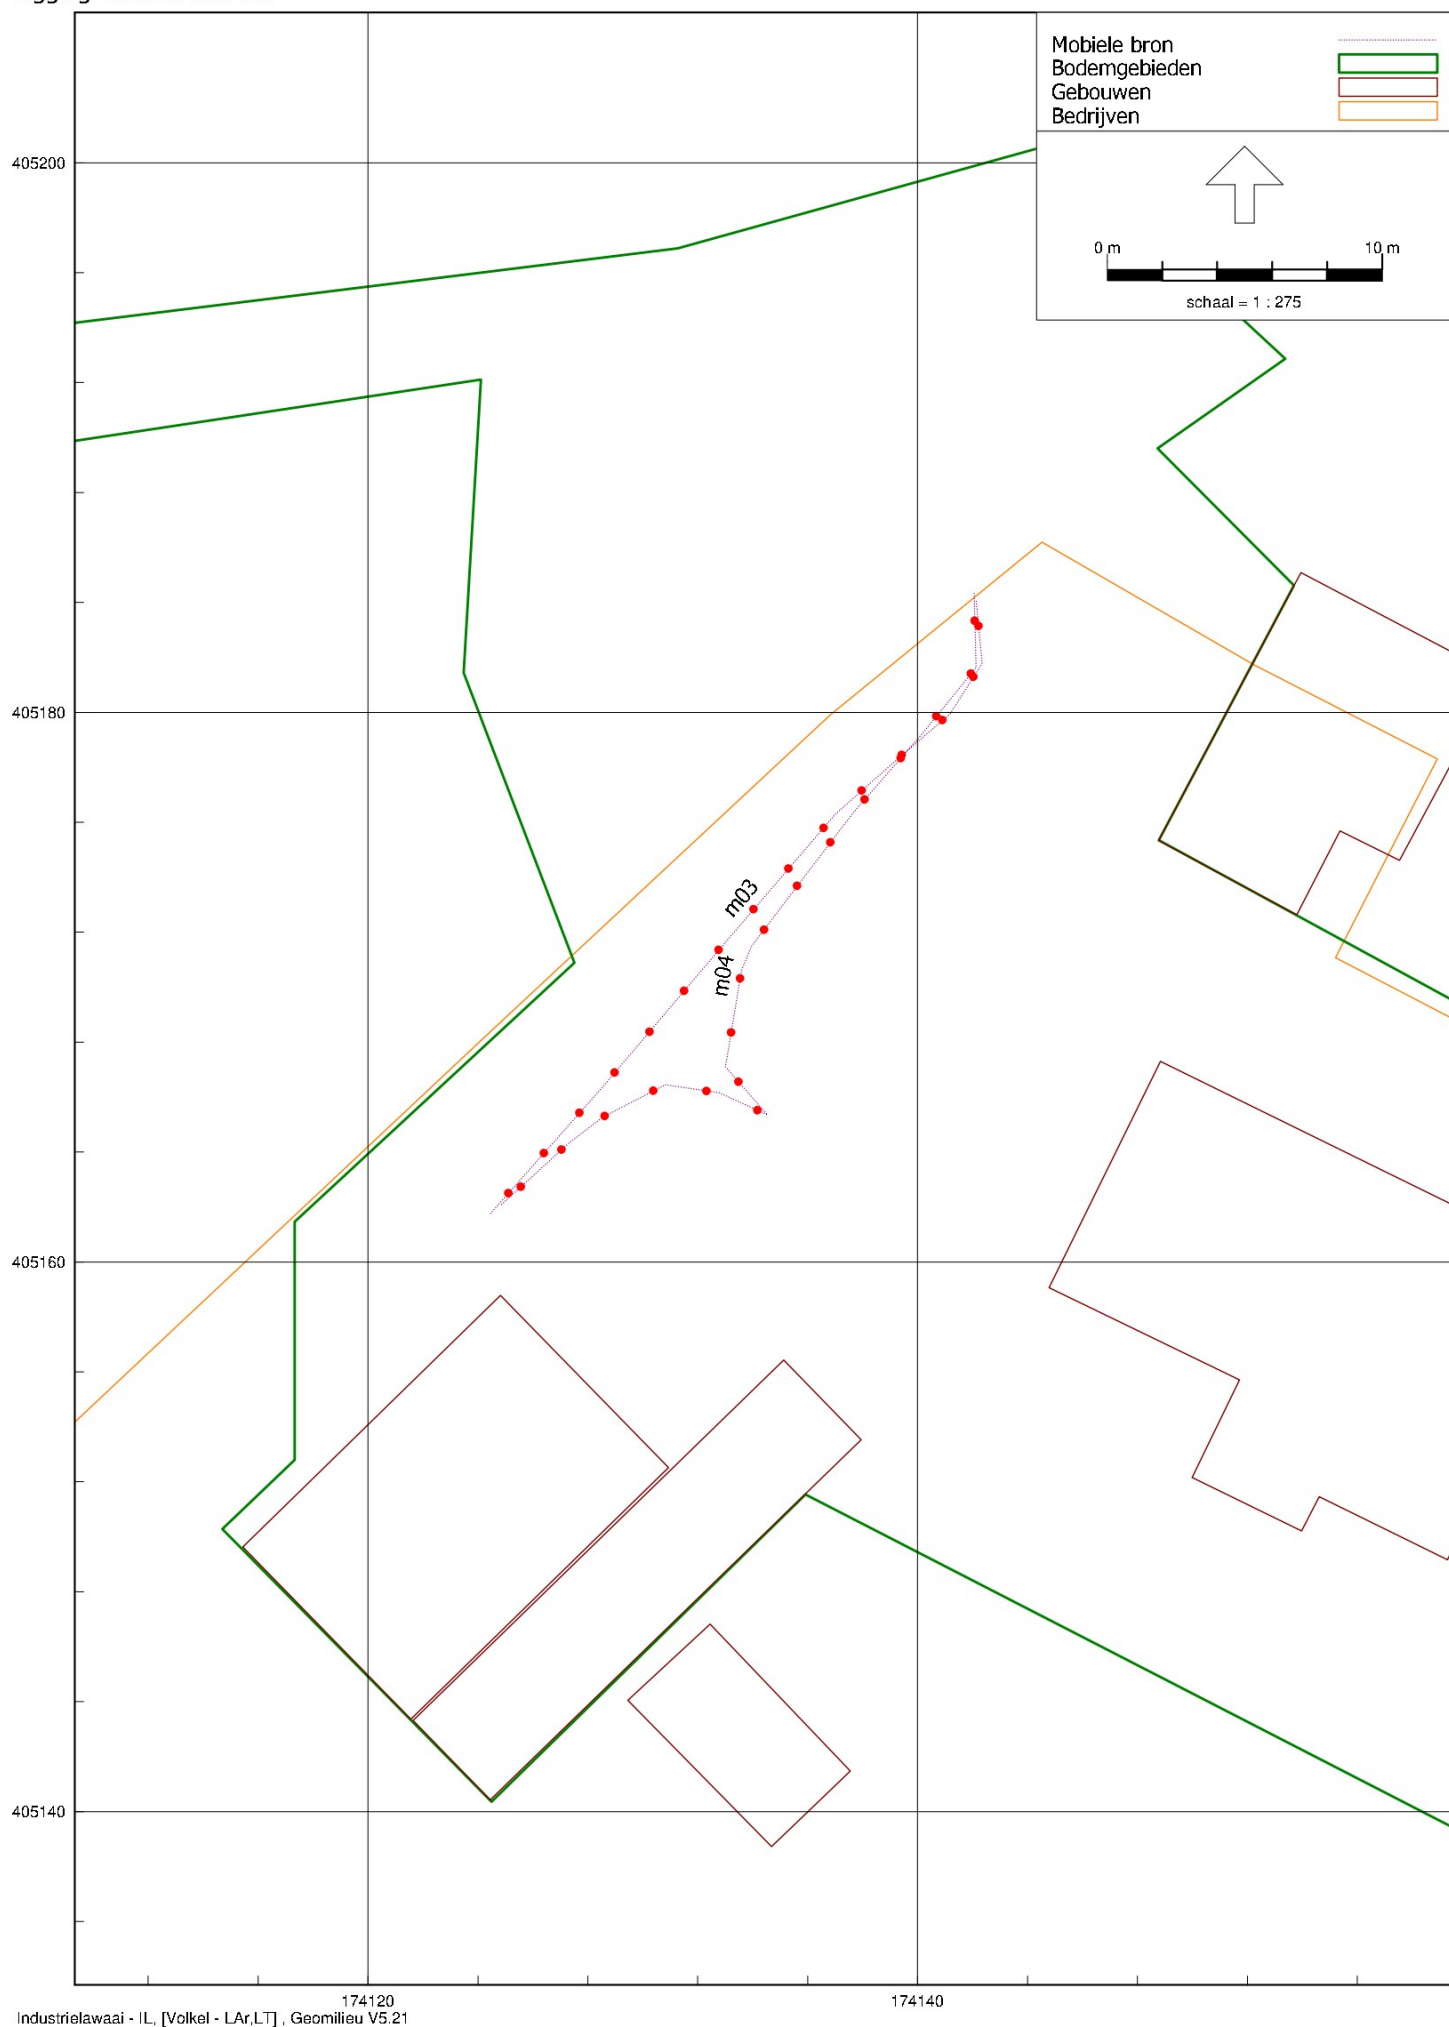 Mobiele bron
Bodemgebieden
Gebouwen
Bedrijven
0 m 10 m
schaal = 1 : 275
405200
405180
m03
m04
405160
405140
174120 174140
Industrielawaai - IL, [Volkel - LAr,LT] , Geomilieu V5.21